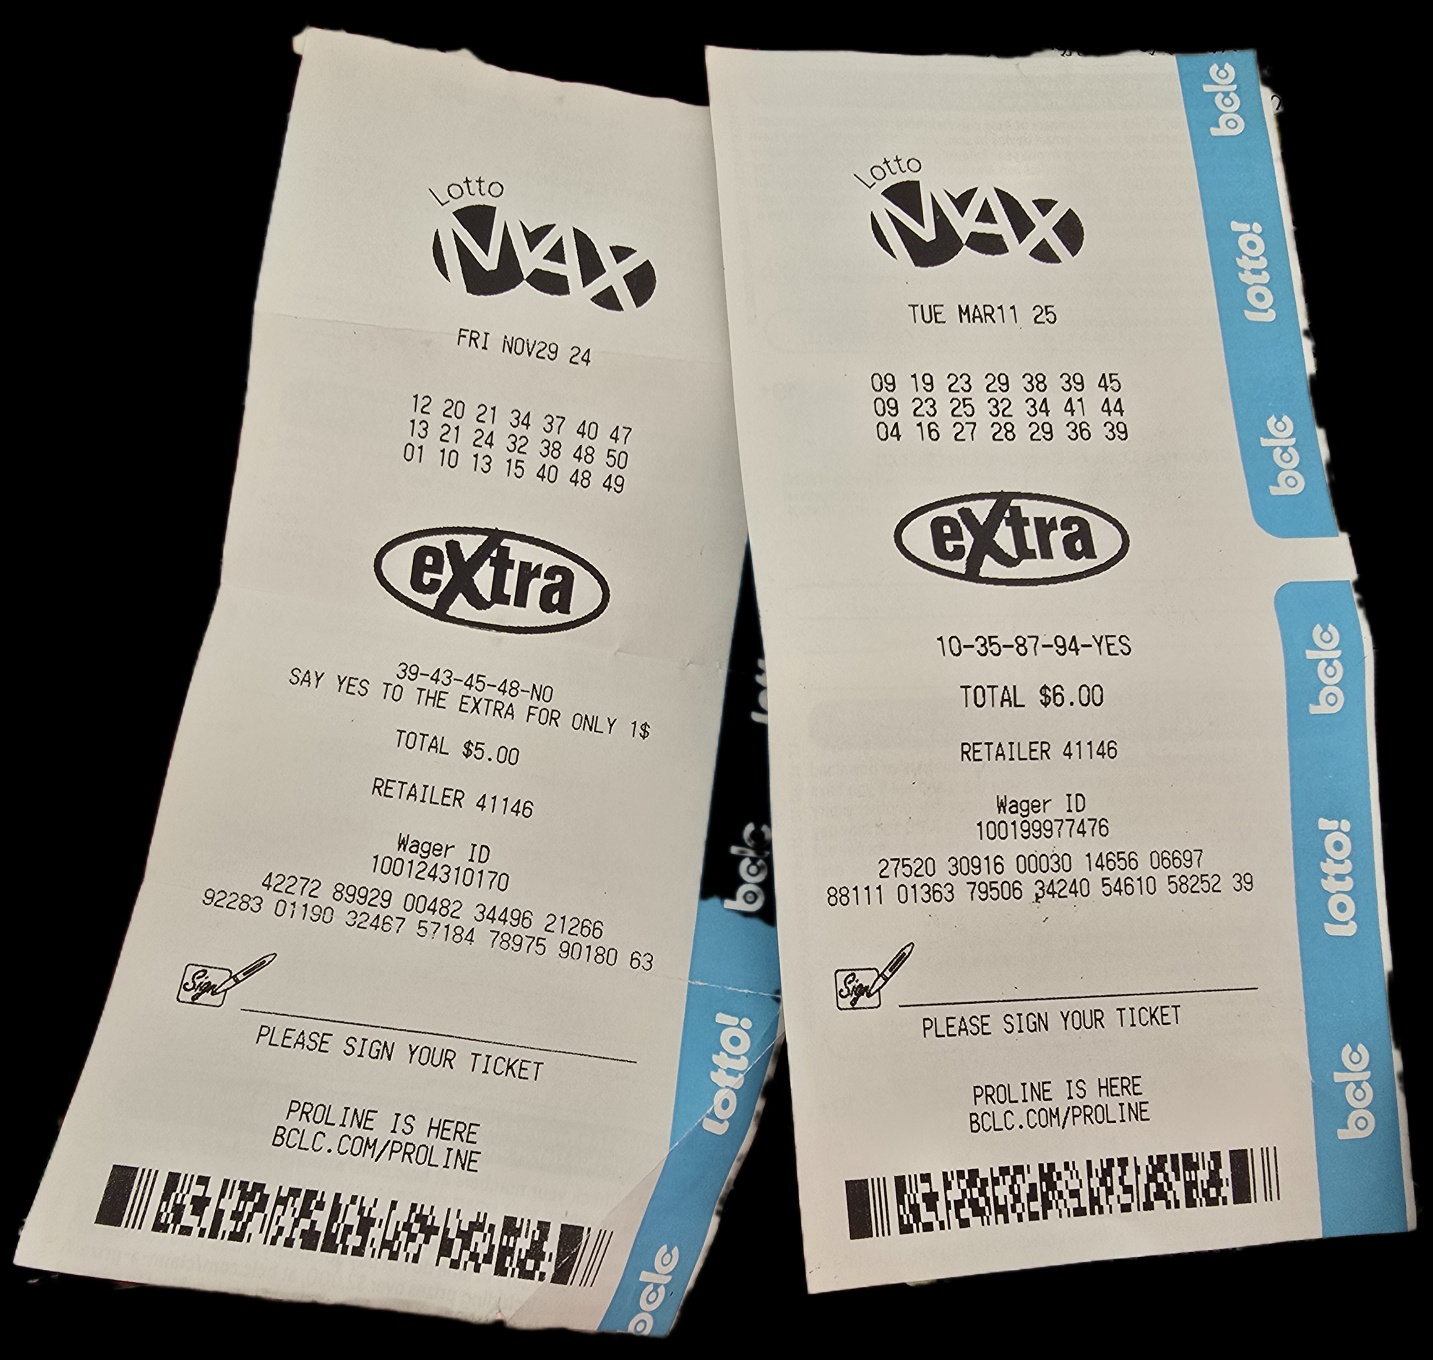 Lotto
MAX
FRI NOV29 24
12 20 21 34 37 40 47
13 21 24 32 38 48 50
01 10 13 15 40 48 49
extra
39-43-45-48-NO
SAY YES TO THE EXTRA FOR ONLY 1$
TOTAL $5.00
RETAILER 41146
Wager ID
100124310170
42272 89929 00482 34496 21266
92283 01190 32467 57184 78975 90180 63
Sign
PLEASE SIGN YOUR TICKET
PROLINE IS HERE
BCLC.COM/PROLINE
bclc
lotto!
bclc
Lotto
MAX
TUE MAR11 25
09 19 23 29 38 39 45
09 23 25 32 34 41 44
04 16 27 28 29 36 39
extra
10-35-87-94-YES
TOTAL $6.00
RETAILER 41146
Wager ID
100199977476
27520 30916 00030 14656 06697
88111 01363 79506 34240 54610 58252 39
Sign
PLEASE SIGN YOUR TICKET
PROLINE IS HERE
BCLC.COM/PROLINE
bclc
lotto!
bclc
bclc
lotto!
bclc